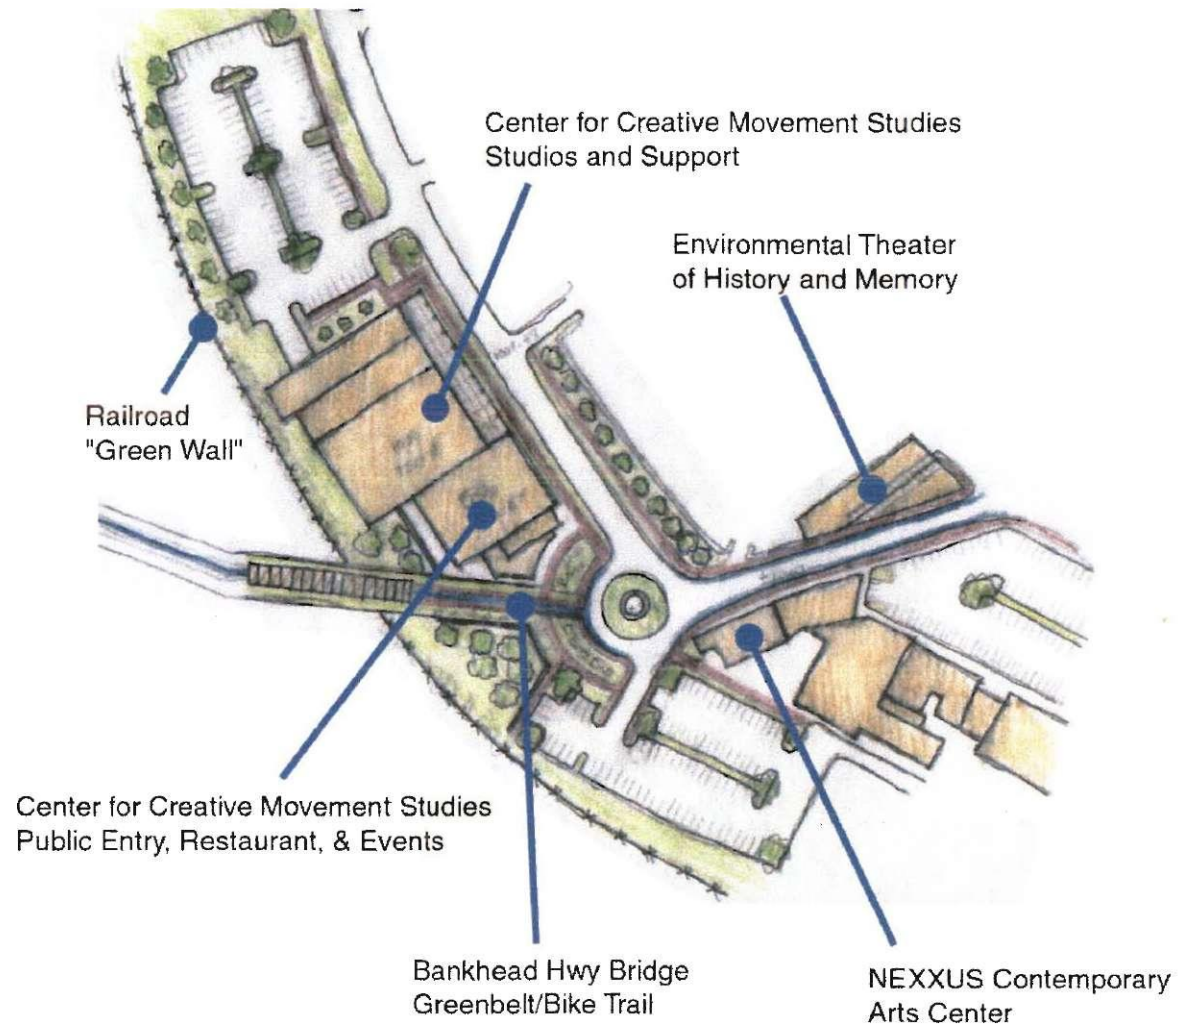 Center for Creative Movement Studies
Studios and Support
Environmental Theater
of History and Memory
Railroad
"Green Wall"
Center for Creative Movement Studies
Public Entry, Restaurant, & Events
Bankhead Hwy Bridge
Greenbelt/Bike Trail
NEXXUS Contemporary
Arts Center